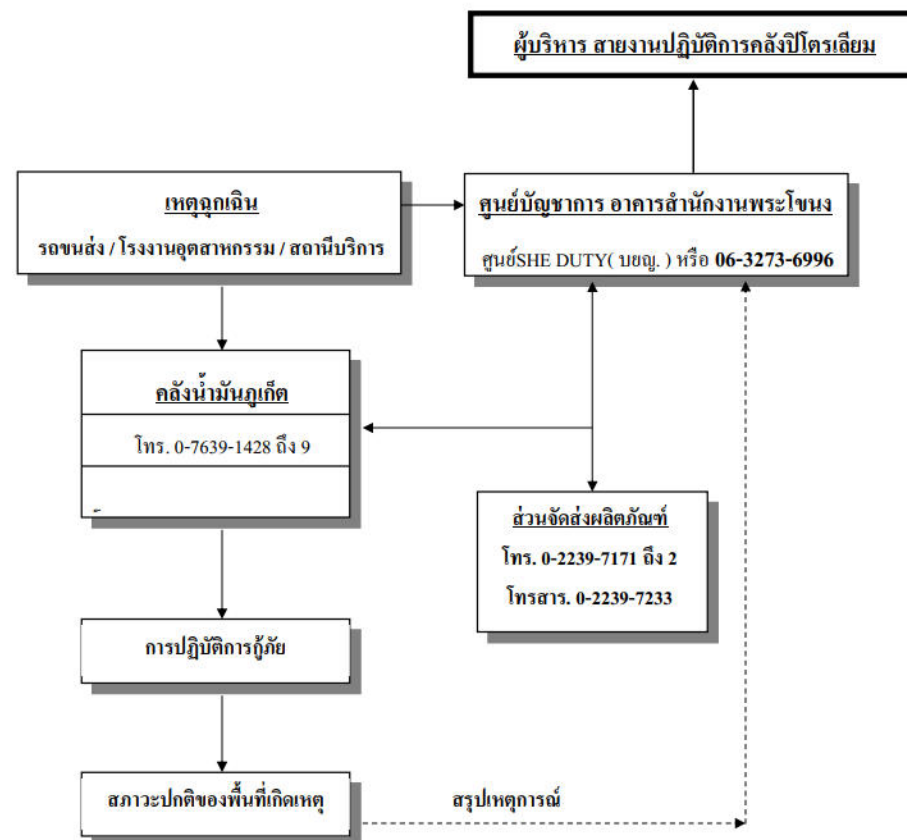 ผู้บริหาร สายงานปฏิบัติการคลังปิโตรเลียม
เหตุฉุกเฉิน
รถขนส่ง / โรงงานอุตสาหกรรม / สถานีบริการ
ศูนย์บัญชาการ อาคารสำนักงานพระโขนง
ศูนย์SHE DUTY( บยญ. ) หรือ 06-3273-6996
คลังน้ำมันภูเก็ต
โทร. 0-7639-1428 ถึง 9
ส่วนจัดส่งผลิตภัณฑ์
โทร. 0-2239-7171 ถึง 2
โทรสาร. 0-2239-7233
การปฏิบัติการกู้ภัย
สภาวะปกติของพื้นที่เกิดเหตุ
สรุปเหตุการณ์